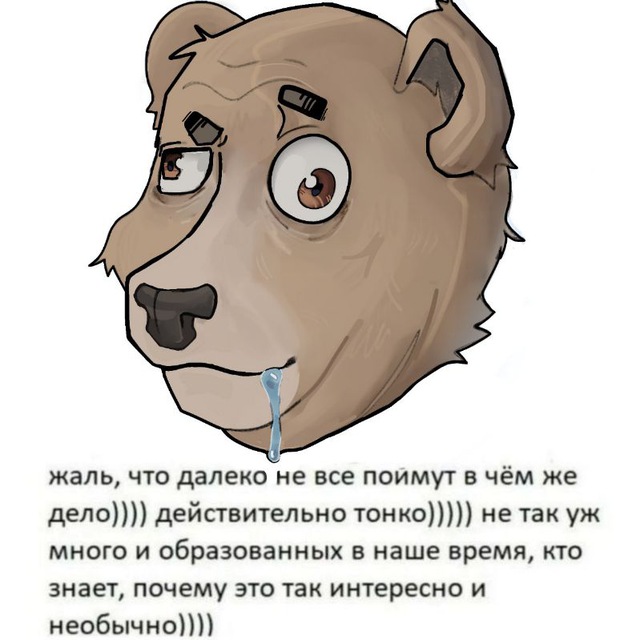 жаль, что далеко не все поймут в чём же
дело)))) действительно тонко))))) не так уж
много и образованных в наше время, кто
знает, почему это так интересно и
необычно))))